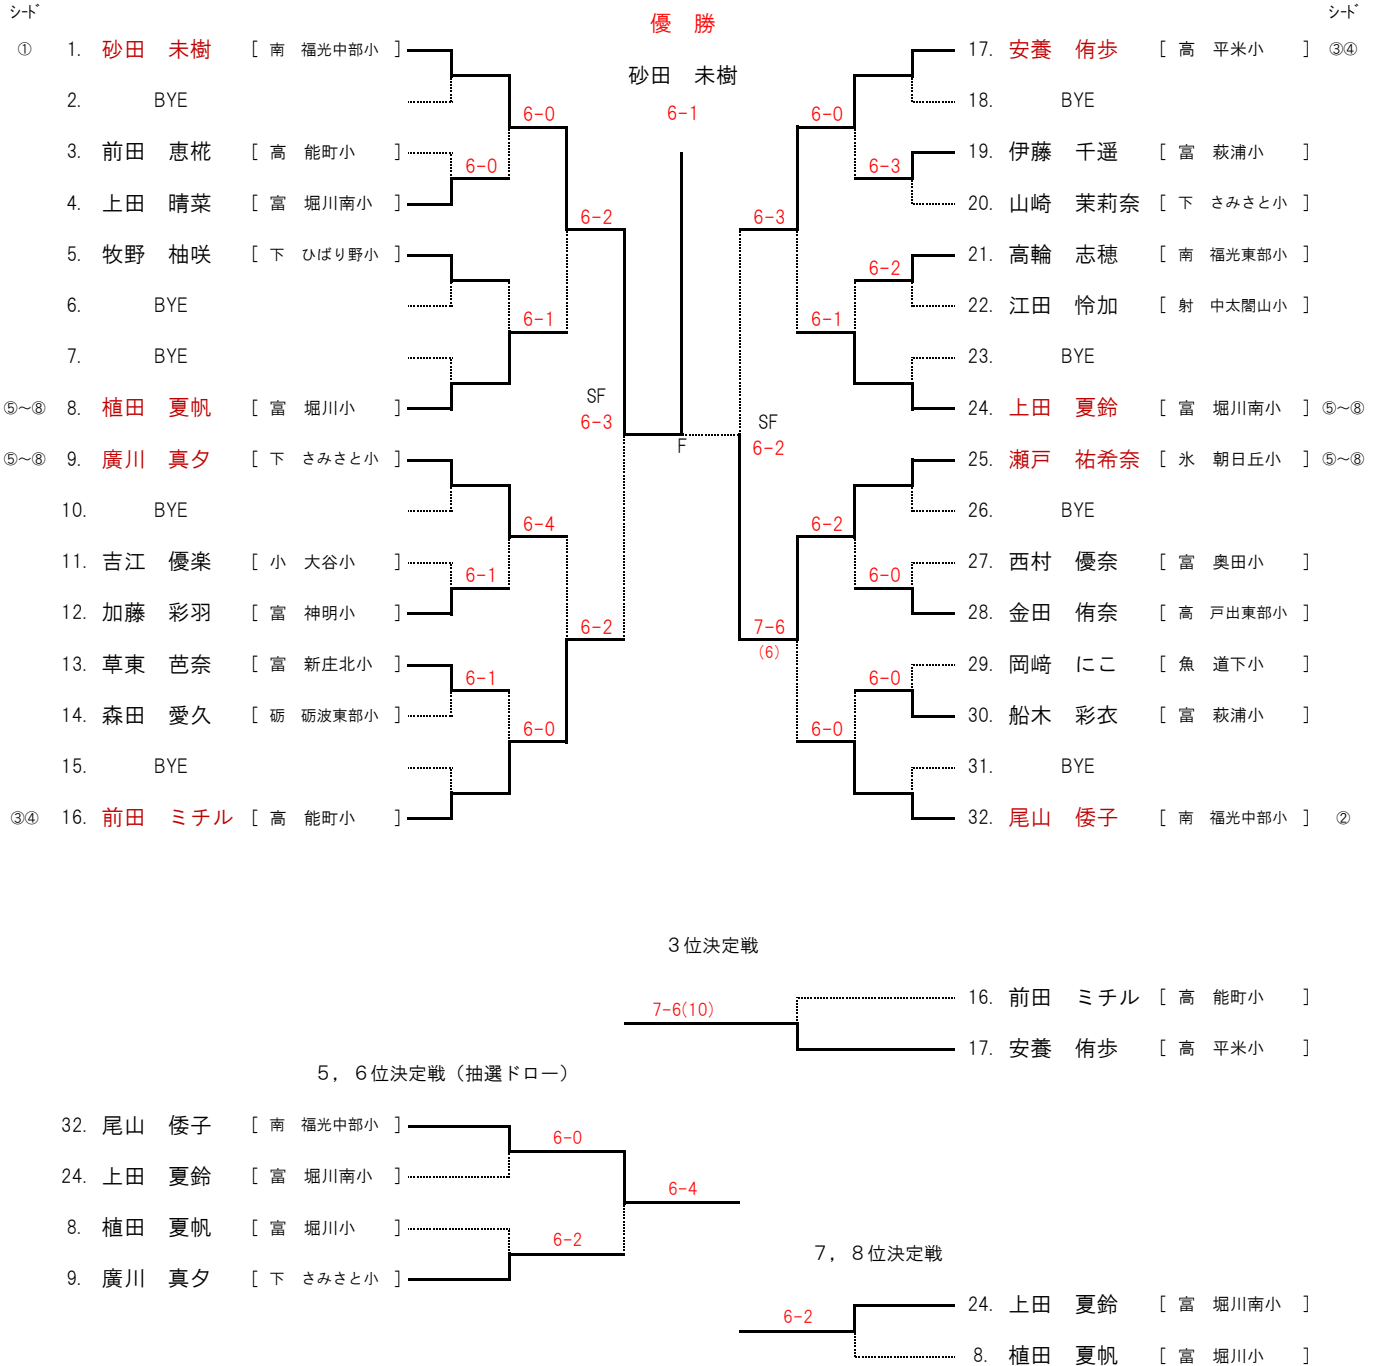 ｼｰﾄﾞ 優　勝 ｼｰﾄﾞ
① 1. 砂田　未樹 [ 南　福光中部小 ] 17. 安養　侑歩 [ 高　平米小 ] ③④
砂田　未樹
2. BYE 18. BYE
6-0 6-1 6-0
3. 前田　恵椛 [ 高　能町小 ] 19. 伊藤　千遥 [ 富　萩浦小 ]
6-0 6-3
4. 上田　晴菜 [ 富　堀川南小 ] 20. 山崎　茉莉奈 [ 下　さみさと小 ]
6-2 6-3
5. 牧野　柚咲 [ 下　ひばり野小 ] 21. 高輪　志穂 [ 南　福光東部小 ]
6-2
6. BYE 22. 江田　怜加 [ 射　中太閤山小 ]
6-1 6-1
7. BYE 23. BYE
SF
⑤～⑧ 8. 植田　夏帆 [ 富　堀川小 ] 24. 上田　夏鈴 [ 富　堀川南小 ] ⑤～⑧
6-3 SF
F 6-2
⑤～⑧ 9. 廣川　真夕 [ 下　さみさと小 ] 25. 瀬戸　祐希奈 [ 氷　朝日丘小 ] ⑤～⑧
10. BYE 26. BYE
6-4 6-2
11. 吉江　優楽 [ 小　大谷小 ] 27. 西村　優奈 [ 富　奥田小 ]
6-1 6-0
12. 加藤　彩羽 [ 富　神明小 ] 28. 金田　侑奈 [ 高　戸出東部小 ]
6-2 7-6
(6)
13. 草東　芭奈 [ 富　新庄北小 ] 29. 岡﨑　にこ [ 魚　道下小 ]
6-1 6-0
14. 森田　愛久 [ 砺　砺波東部小 ] 30. 船木　彩衣 [ 富　萩浦小 ]
6-0 6-0
15. BYE 31. BYE
③④ 16. 前田　ミチル [ 高　能町小 ] 32. 尾山　倭子 [ 南　福光中部小 ] ②
３位決定戦
16. 前田　ミチル [ 高　能町小 ]
7-6(10)
17. 安養　侑歩 [ 高　平米小 ]
５，６位決定戦（抽選ドロー）
32. 尾山　倭子 [ 南　福光中部小 ]
6-0
24. 上田　夏鈴 [ 富　堀川南小 ]
6-4
8. 植田　夏帆 [ 富　堀川小 ]
6-2
７，８位決定戦
9. 廣川　真夕 [ 下　さみさと小 ]
24. 上田　夏鈴 [ 富　堀川南小 ]
6-2
8. 植田　夏帆 [ 富　堀川小 ]